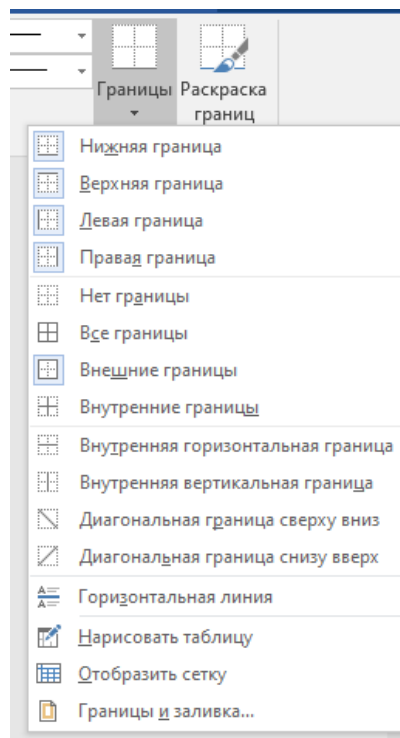 Границы Раскраска
границ
Нижняя граница
Верхняя граница
Левая граница
Правая граница
Нет границы
Все границы
Внешние границы
Внутренние границы
Внутренняя горизонтальная граница
Внутренняя вертикальная граница
Диагональная граница сверху вниз
Диагональная граница снизу вверх
Горизонтальная линия
Нарисовать таблицу
Отобразить сетку
Границы и заливка...